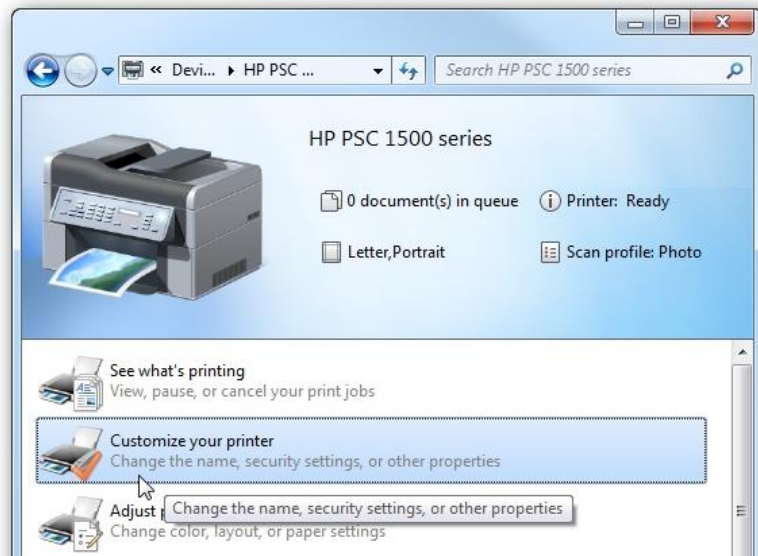 « Devi... ▸ HP PSC ...
Search HP PSC 1500 series
HP PSC 1500 series
0 document(s) in queue
Printer: Ready
Letter,Portrait
Scan profile: Photo
See what's printing
View, pause, or cancel your print jobs
Customize your printer
Change the name, security settings, or other properties
Adjust
Change the name, security settings, or other properties
Change color, layout, or paper settings